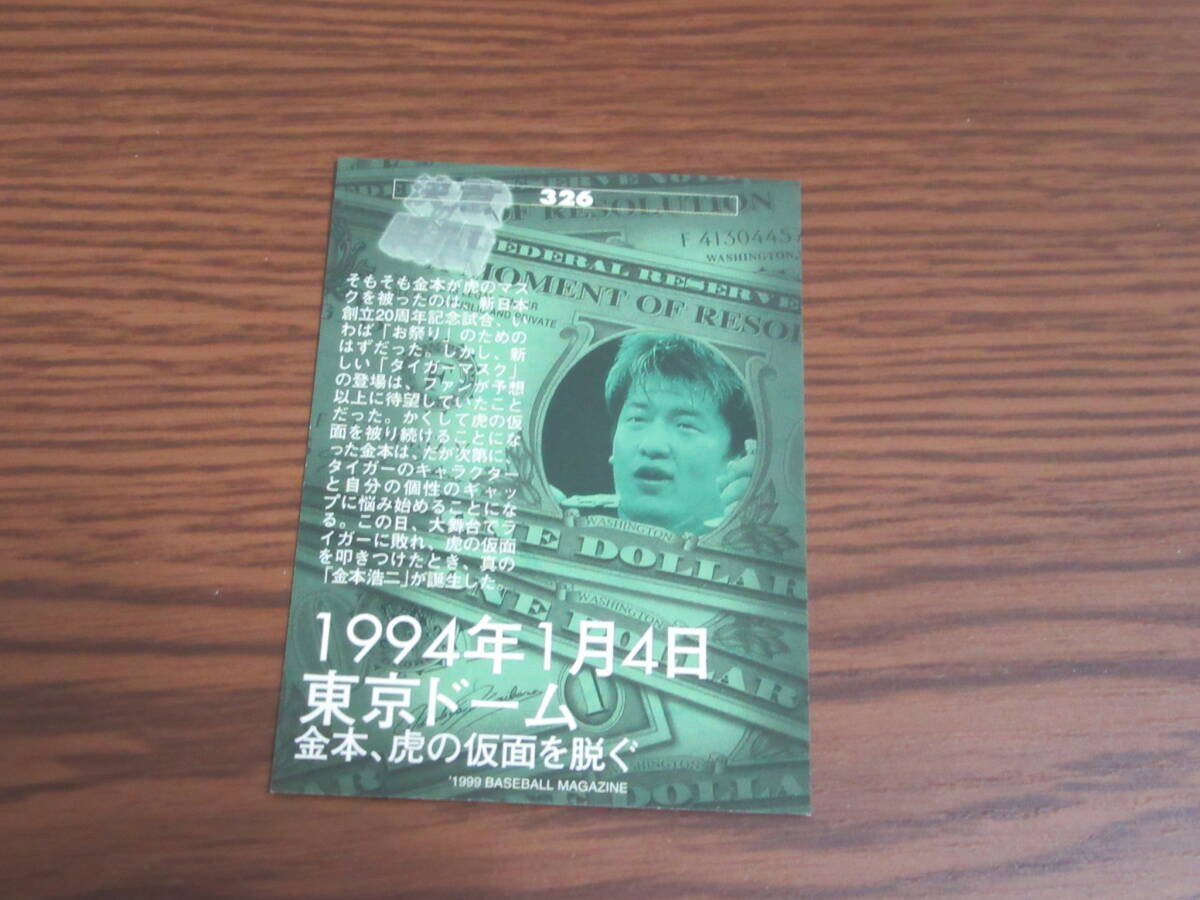 326
OF RESOLUTION
F 41304457
WASHINGTON,
FEDERAL RESERVE
MOMENT OF RESOL
AND PRIVATE
そもそも金本が虎のマス
クを被ったのは、新日本
創立20周年記念試合、い
わば「お祭り」のための
はずだった。しかし、新
しい「タイガーマスク」
の登場は、ファンが予想
以上に待望していたこと
だった。かくして虎の仮
面を被り続けることにな
った金本は、だが次第に、
タイガーのキャラクター
と自分の個性のギャッ
プに悩み始めることにな
る。この日、大舞台でラ
イガーに敗れ、虎の仮面
を叩きつけたとき、真の
「金本浩二」が誕生した。
WASHINGTON
NE DOLLAR
WASHINGTON
1994年1月4日
東京ドーム
金本、虎の仮面を脱ぐ
'1999 BASEBALL MAGAZINE